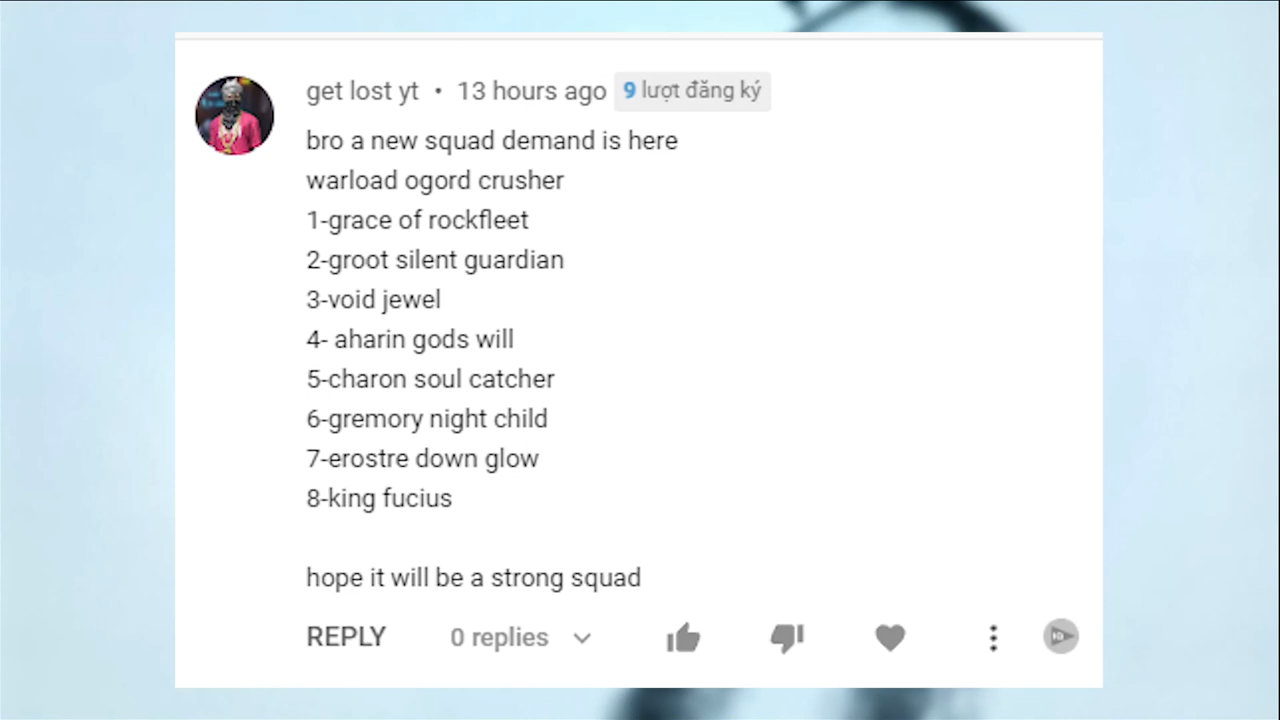 get lost yt • 13 hours ago 9 lượt đăng ký
bro a new squad demand is here
warload ogord crusher
1-grace of rockfleet
2-groot silent guardian
3-void jewel
4- aharin gods will
5-charon soul catcher
6-gremory night child
7-erostre down glow
8-king fucius
hope it will be a strong squad
REPLY 0 replies